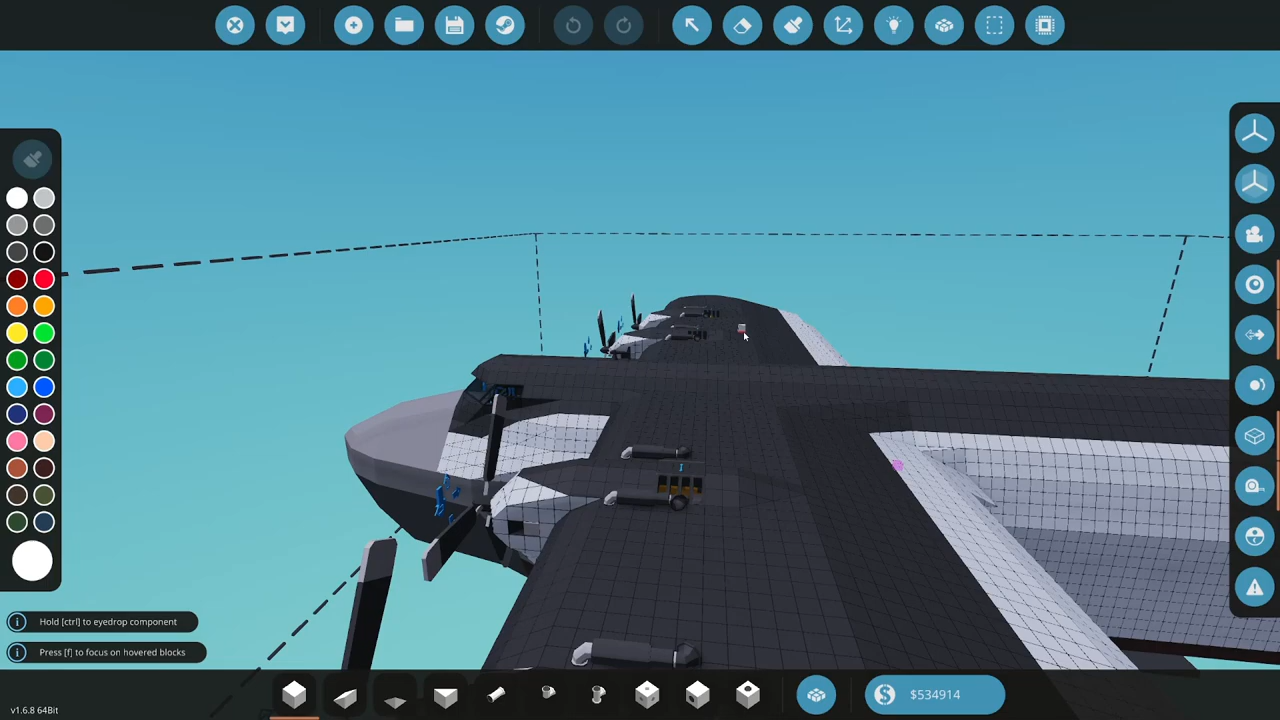 Hold [ctrl] to eyedrop component
Press [f] to focus on hovered blocks
$534914
v1.6.8 64Bit